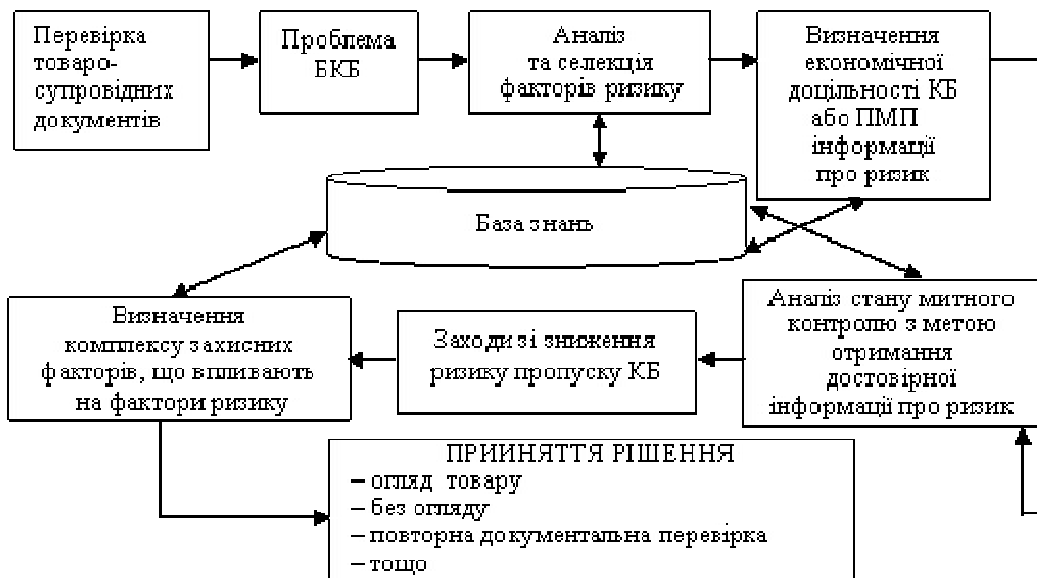 Перевірка
товаро-
супровідних
документів
Проблема
БКБ
Аналіз
та селекція
факторів ризику
Визначення
економічної
доцільності КБ
або ПМП
інформації
про ризик
База знань
Визначення
комплексу захисних
факторів, що впливають
на фактори ризику
Заходи зі зниження
ризику пропуску КБ
Аналіз стану митного
контролю з метою
отримання
достовірної
інформації про ризик
ПРИЙНЯТТЯ РІШЕННЯ
– огляд товару
– без огляду
– повторна документальна перевірка
– тощо